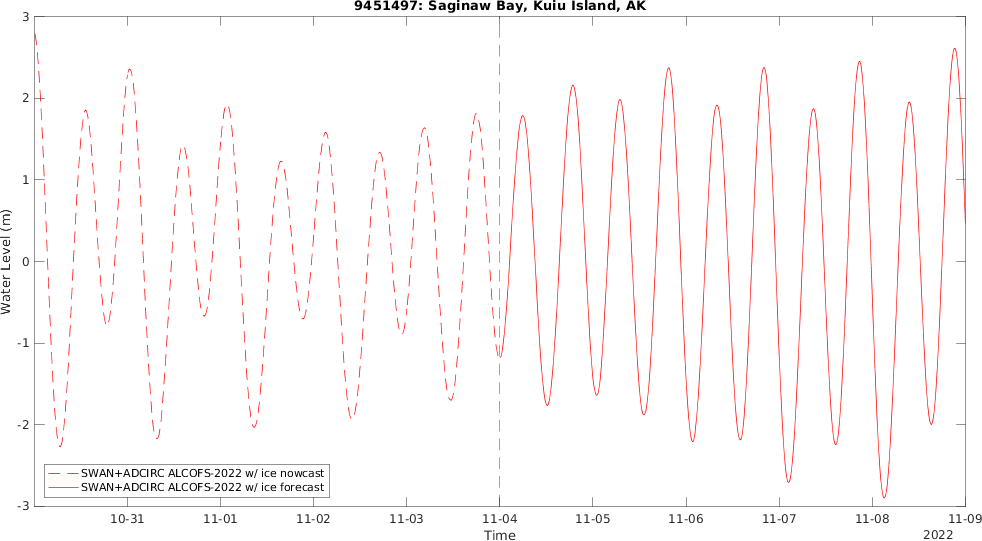 9451497: Saginaw Bay, Kuiu Island, AK
3
2
1
0
-1
-2
-3
Water Level (m)
SWAN+ADCIRC ALCOFS-2022 w/ ice nowcast
SWAN+ADCIRC ALCOFS-2022 w/ ice forecast
10-31 11-01 11-02 11-03 11-04 11-05 11-06 11-07 11-08 11-09
Time
2022